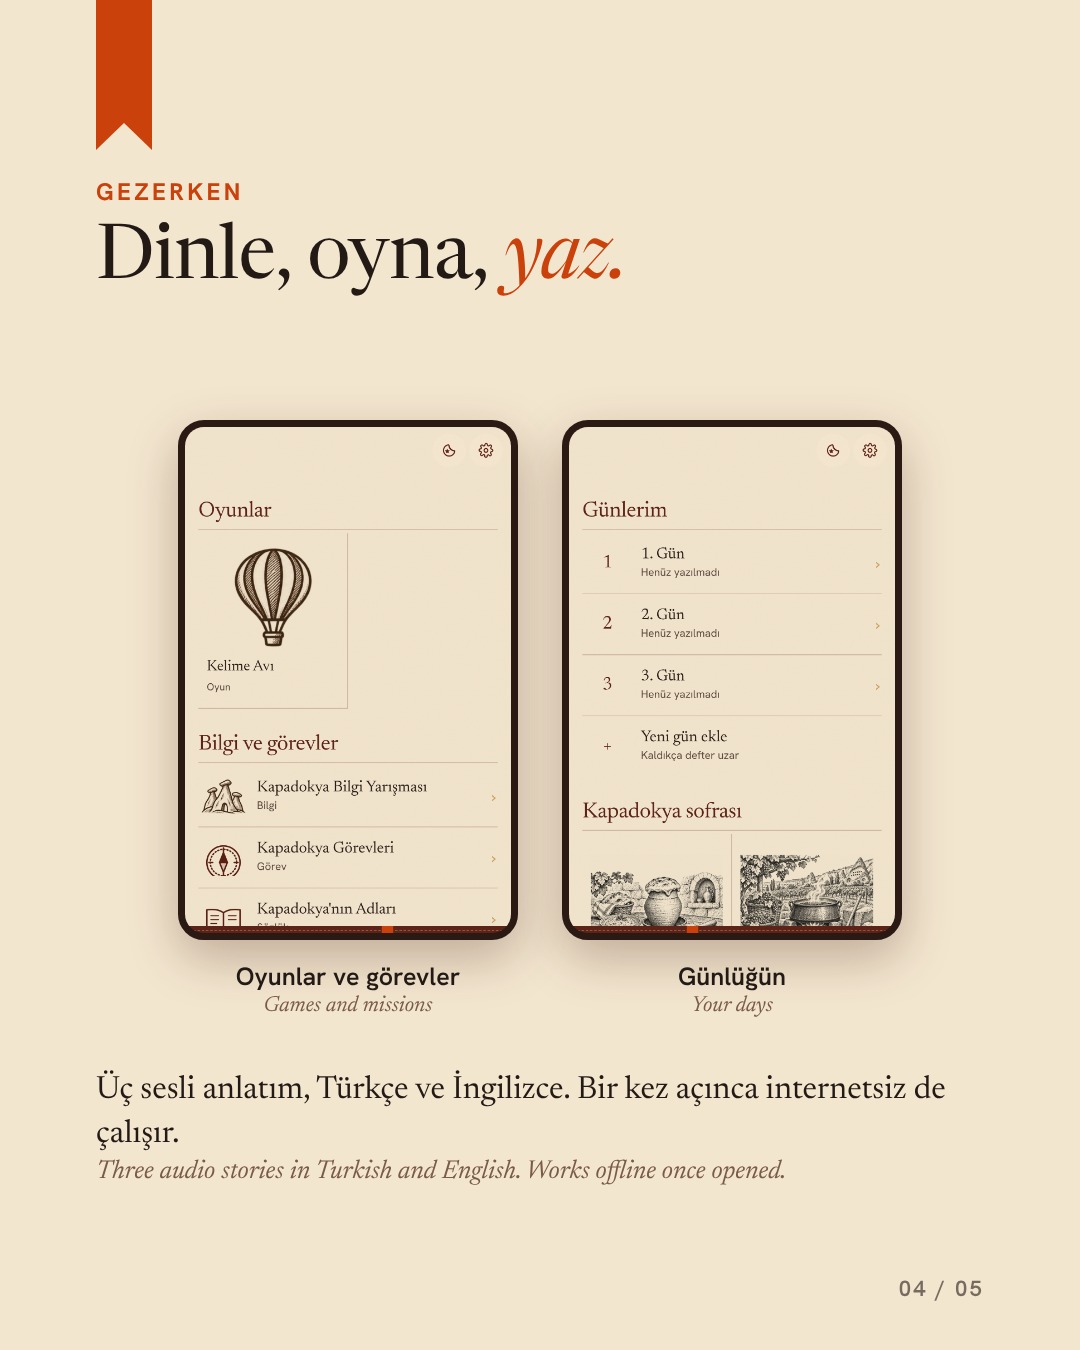 GEZERKEN
Dinle, oyna, yaz.
Oyunlar
Kelime Avı
Oyun
Bilgi ve görevler
Kapadokya Bilgi Yarışması
Bilgi
Kapadokya Görevleri
Görev
Kapadokya'nın Adları
Günlerim
1
1. Gün
Henüz yazılmadı
2
2. Gün
Henüz yazılmadı
3
3. Gün
Henüz yazılmadı
+
Yeni gün ekle
Kaldıkça defter uzar
Kapadokya sofrası
Oyunlar ve görevler
Games and missions
Günlüğün
Your days
Üç sesli anlatım, Türkçe ve İngilizce. Bir kez açınca internetsiz de
çalışır.
Three audio stories in Turkish and English. Works offline once opened.
04 / 05